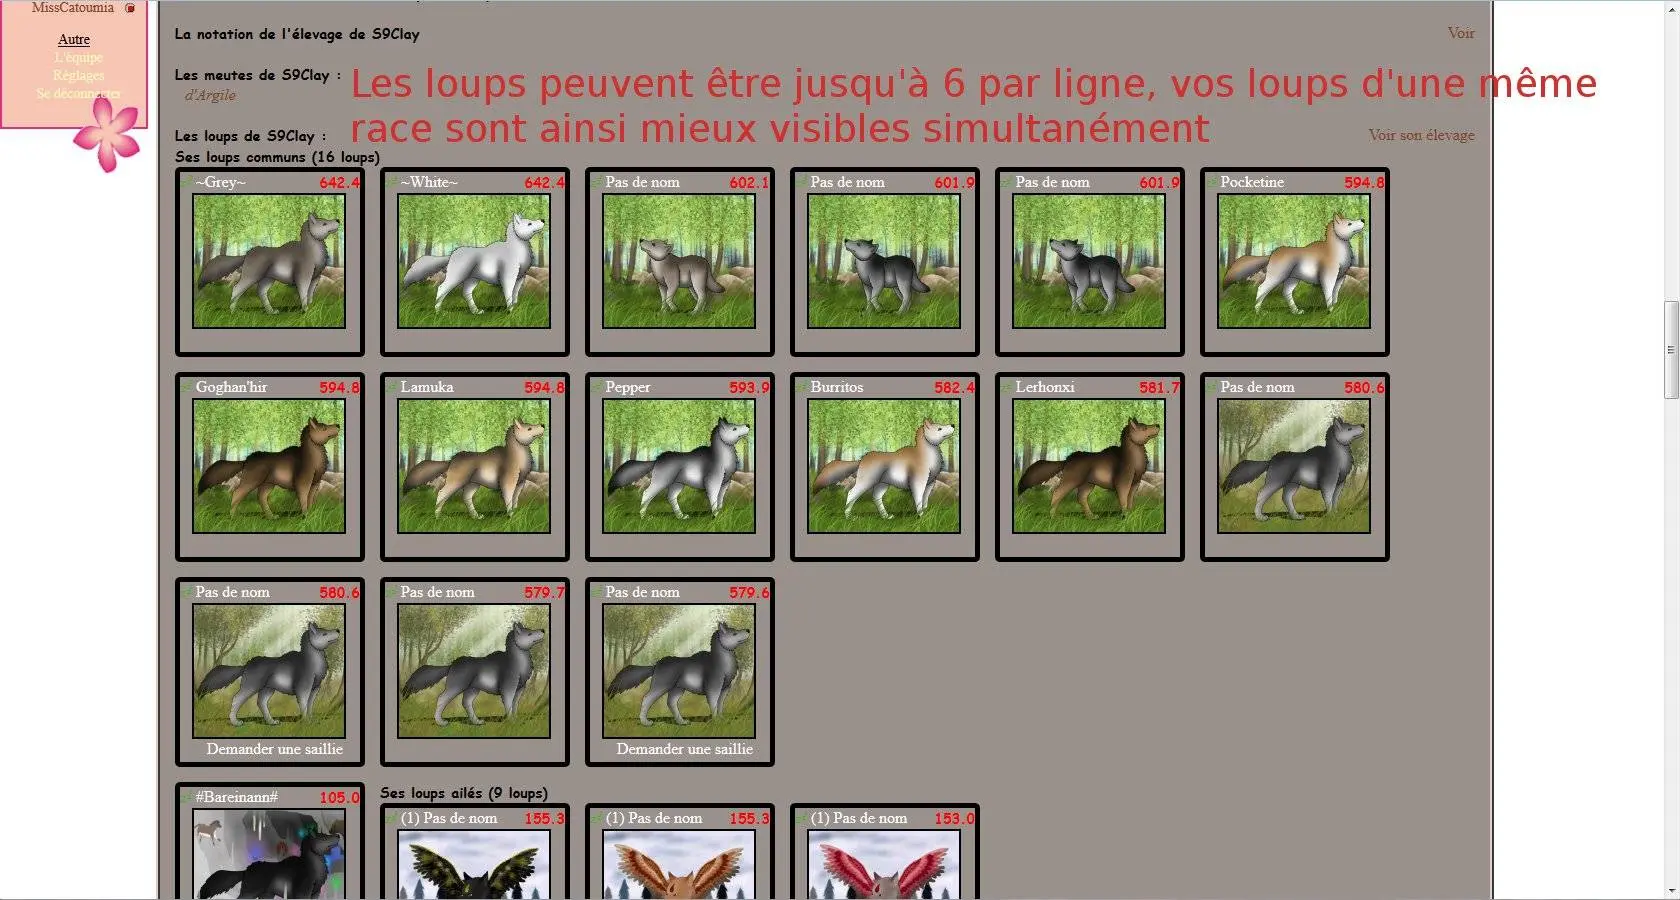 MissCatoumia
Autre
L'équipe
Réglages
Se déconnecter
La notation de l'élevage de S9Clay
Voir
Les meutes de S9Clay :
d'Argile
Les loups peuvent être jusqu'à 6 par ligne, vos loups d'une même
race sont ainsi mieux visibles simultanément
Les loups de S9Clay :
Voir son élevage
Ses loups communs (16 loups)
~Grey~ 642.4
~White~ 642.4
Pas de nom 602.1
Pas de nom 601.9
Pas de nom 601.9
Pocketine 594.8
Goghan'hir 594.8
Lamuka 594.8
Pepper 593.9
Burritos 582.4
Lerhonxi 581.7
Pas de nom 580.6
Pas de nom 580.6
Pas de nom 579.7
Pas de nom 579.6
Demander une saillie
Demander une saillie
#Bareinann# 105.0
Ses loups ailés (9 loups)
(1) Pas de nom 155.3
(1) Pas de nom 155.3
(1) Pas de nom 153.0